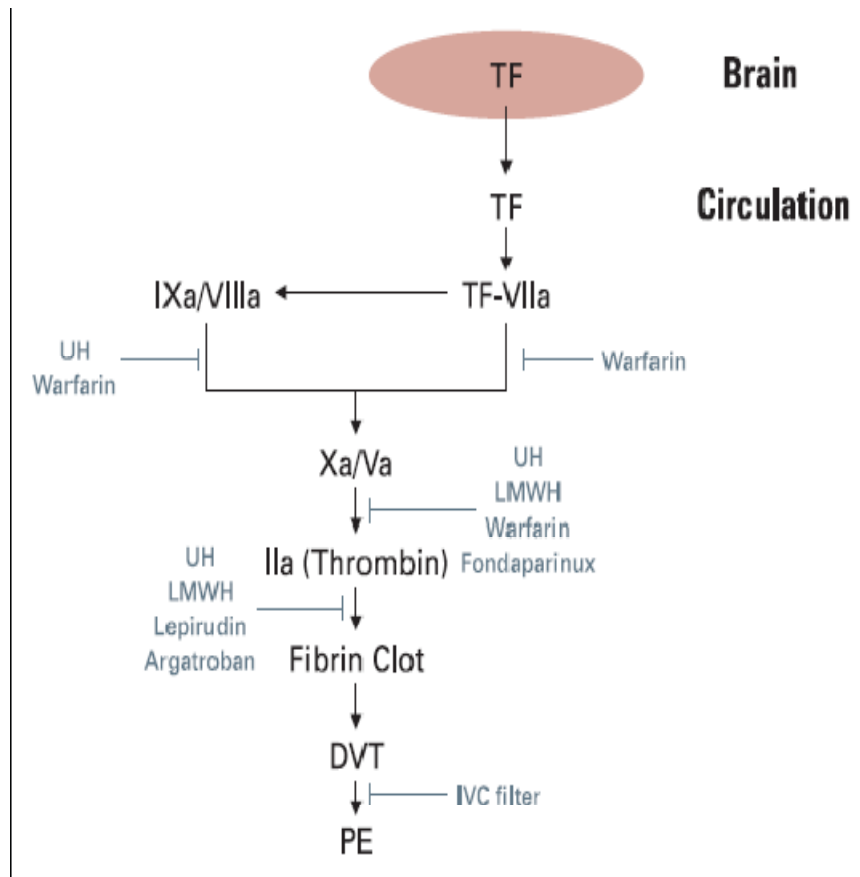 TF
Brain
TF
Circulation
IXa/VIIIa
TF-VIIa
UH
Warfarin
Warfarin
Xa/Va
UH
LMWH
Warfarin
Fondaparinux
IIa (Thrombin)
UH
LMWH
Lepirudin
Argatroban
Fibrin Clot
DVT
IVC filter
PE